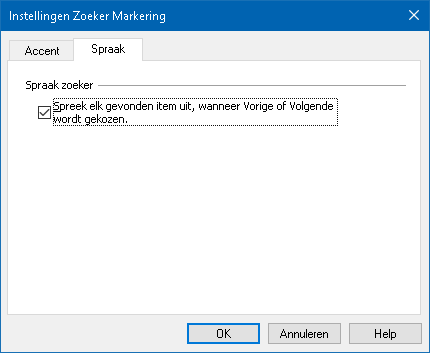 Instellingen Zoeker Markering
Accent
Spraak
Spraak zoeker
Spreek elk gevonden item uit, wanneer Vorige of Volgende
wordt gekozen.
OK
Annuleren
Help